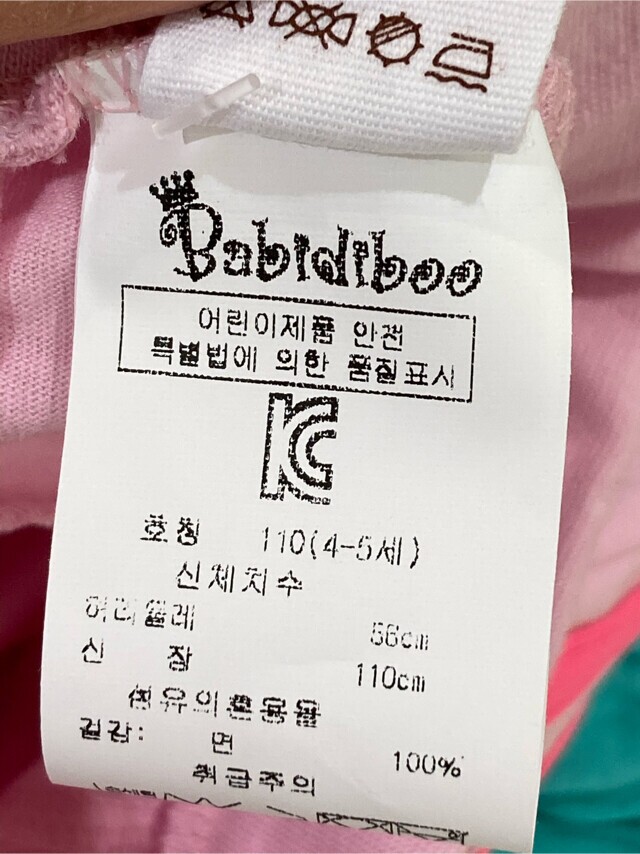 Babidiboo
어린이제품 안전
특별법에 의한 품질표시
KC
호칭 110(4-5세)
신체치수
허리둘레
신 장 110cm
섬유의혼용율
겉감: 면 100%
취급주의